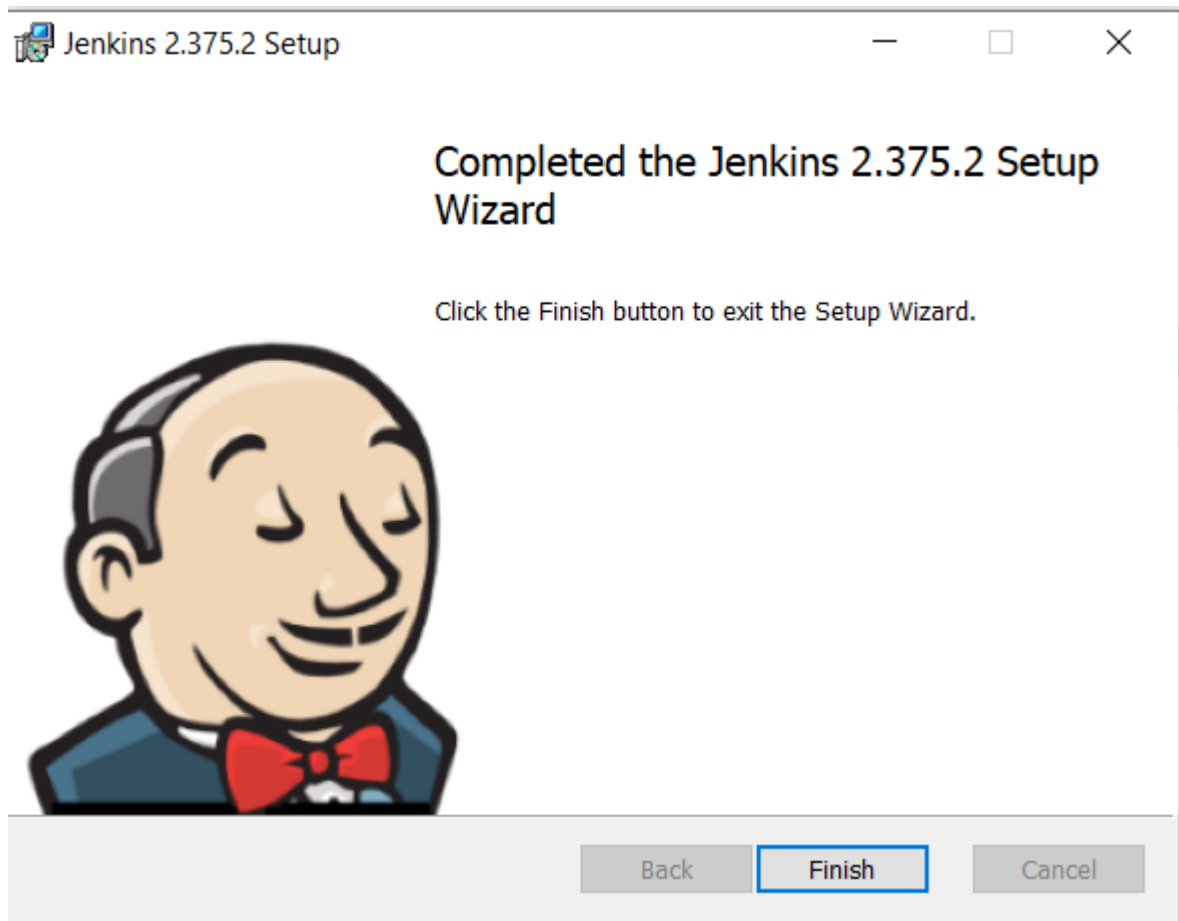 Jenkins 2.375.2 Setup
Completed the Jenkins 2.375.2 Setup
Wizard
Click the Finish button to exit the Setup Wizard.
Back Finish Cancel